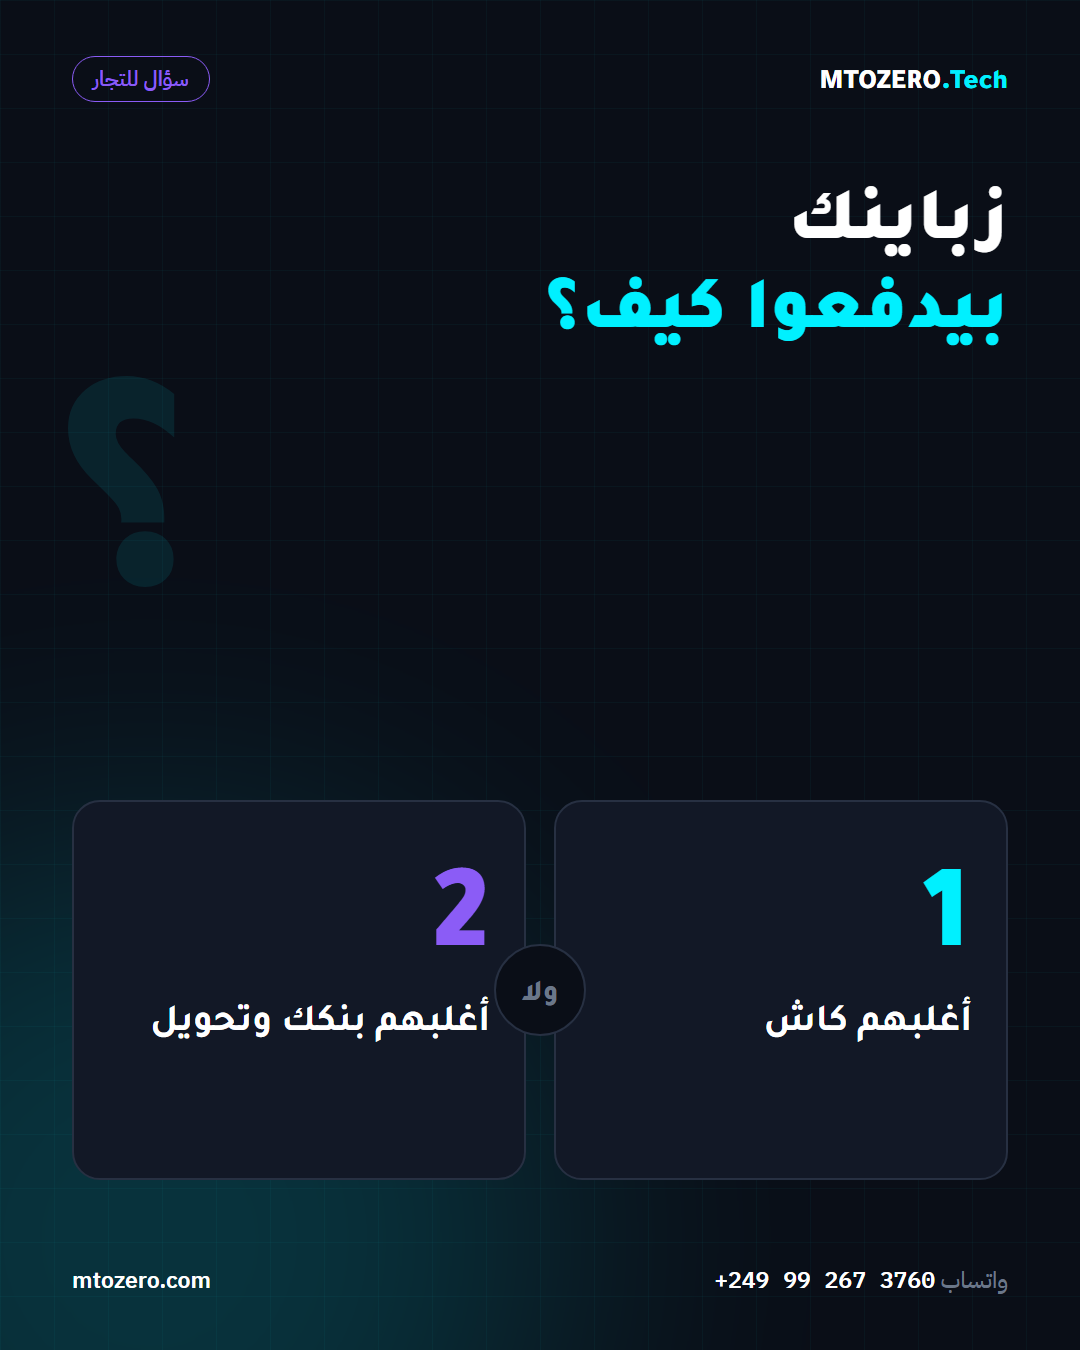 MTOZERO.Tech
سؤال للتجار
زباينك
بيدفعوا كيف؟
؟
1
أغلبهم كاش
ولا
2
أغلبهم بنكك وتحويل
واتساب +249 99 267 3760
mtozero.com